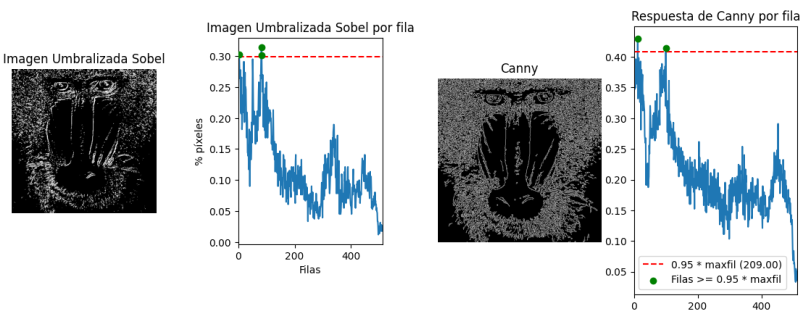 Imagen Umbralizada Sobel
Imagen Umbralizada Sobel por fila
% píxeles
0.30
0.25
0.20
0.15
0.10
0.05
0.00
0
200
400
Filas
Canny
Respuesta de Canny por fila
0.40
0.35
0.30
0.25
0.20
0.15
0.10
0.05
0.95 * maxfil (209.00)
Filas >= 0.95 * maxfil
0
200
400